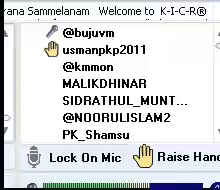 rana Sammelanam Welcome to K-I-C-R®
@bujuvm
usmanpkp2011
@kmmon
MALIKDHINAR
SIDRATHUL_MUNT...
@NOORULISLAM2
PK_Shamsu
Lock On Mic Raise Hand